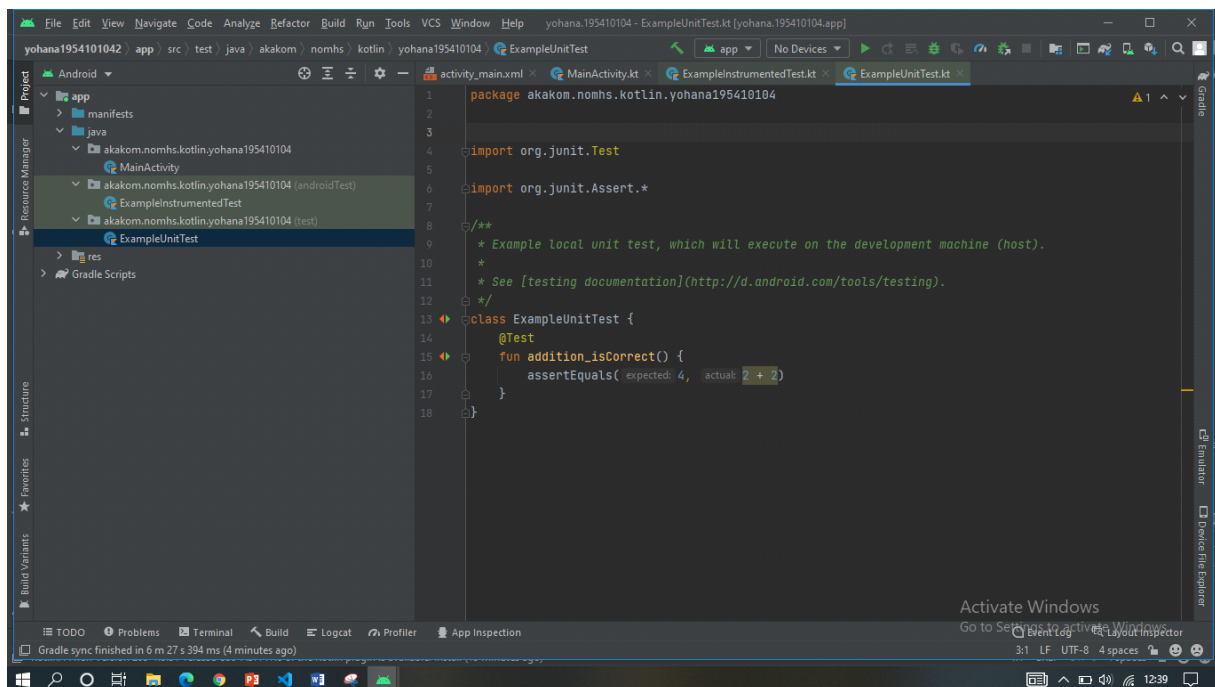 File Edit View Navigate Code Analyze Refactor Build Run Tools VCS Window Help yohana.195410104 - ExampleUnitTest.kt [yohana.195410104.app]
yohana1954101042 app src test java akakom nomhs kotlin yohana195410104 ExampleUnitTest app No Devices
Android activity_main.xml MainActivity.kt ExampleInstrumentedTest.kt ExampleUnitTest.kt
Project
Resource Manager
Structure
Favorites
Build Variants
app
manifests
java
akakom.nomhs.kotlin.yohana195410104
MainActivity
akakom.nomhs.kotlin.yohana195410104 (androidTest)
ExampleInstrumentedTest
akakom.nomhs.kotlin.yohana195410104 (test)
ExampleUnitTest
res
Gradle Scripts
1 package akakom.nomhs.kotlin.yohana195410104
2
3
4 import org.junit.Test
5
6 import org.junit.Assert.*
7
8 /**
9 * Example local unit test, which will execute on the development machine (host).
10 *
11 * See [testing documentation](http://d.android.com/tools/testing).
12 */
13 class ExampleUnitTest {
14 @Test
15 fun addition_isCorrect() {
16 assertEquals( expected: 4, actual: 2 + 2)
17 }
18 }
1
Gradle
Emulator
Device File Explorer
Activate Windows
Go to Settings to activate Windows.
TODO Problems Terminal Build Logcat Profiler App Inspection Event Log Layout Inspector
Gradle sync finished in 6 m 27 s 394 ms (4 minutes ago) 3:1 LF UTF-8 4 spaces
12:39